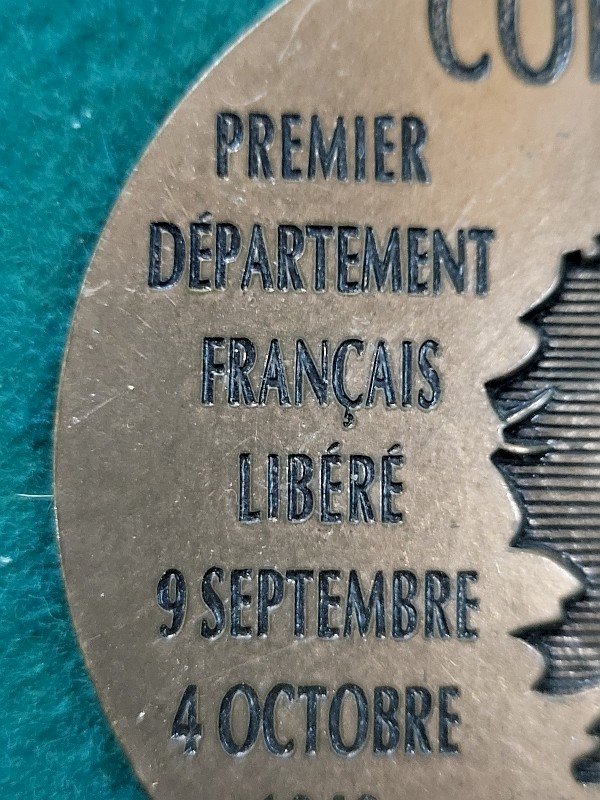 PREMIER
DÉPARTEMENT
FRANÇAIS
LIBÉRÉ
9 SEPTEMBRE
4 OCTOBRE